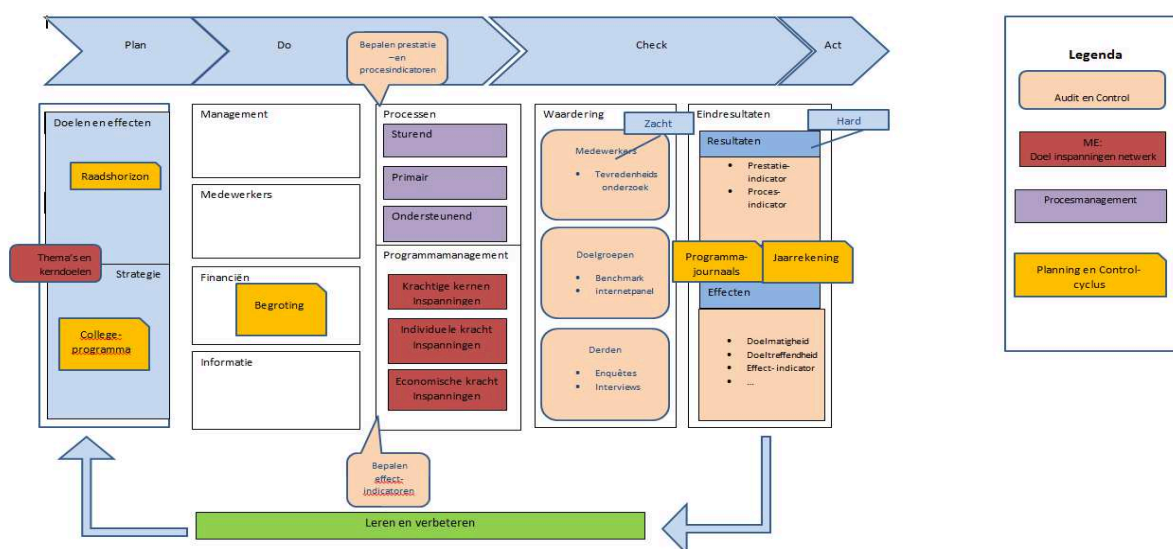 Plan
Do
Bepalen prestatie
–en
procesindicatoren
Check
Act
Doelen en effecten
Raadshorizon
Thema's en
kerndoelen
Strategie
College-
programma
Management
Medewerkers
Financiën
Begroting
Informatie
Processen
Sturend
Primair
Ondersteunend
Programmamanagement
Krachtige kernen
Inspanningen
Individuele kracht
Inspanningen
Economische kracht
Inspanningen
Bepalen
effect-
indicatoren
Waardering
Zacht
Medewerkers
• Tevredenheids
onderzoek
Doelgroepen
• Benchmark
• internetpanel
Derden
• Enquêtes
• Interviews
Eindresultaten
Hard
Resultaten
• Prestatie-
indicator
• Proces-
indicator
Programma-
journaals
Jaarrekening
Effecten
• Doelmatigheid
• Doeltreffendheid
• Effect- indicator
• ...
Leren en verbeteren
Legenda
Audit en Control
ME:
Doel inspanningen netwerk
Procesmanagement
Planning en Control-
cyclus